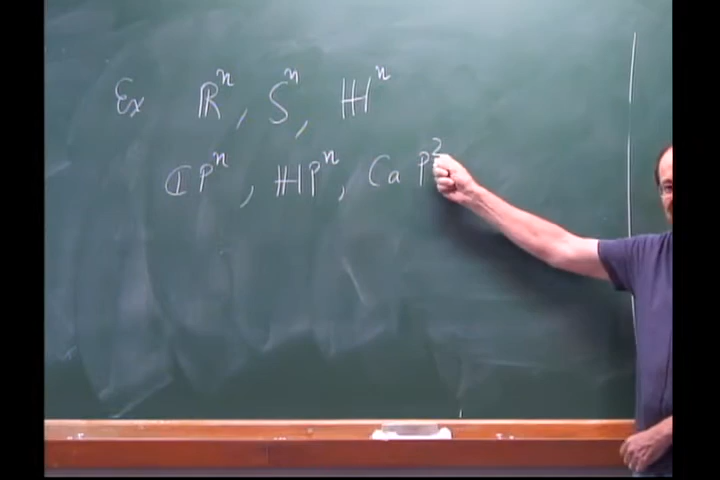 Ex ℝⁿ, Sⁿ, ℍⁿ
ℂPⁿ, ℍPⁿ, CaP²